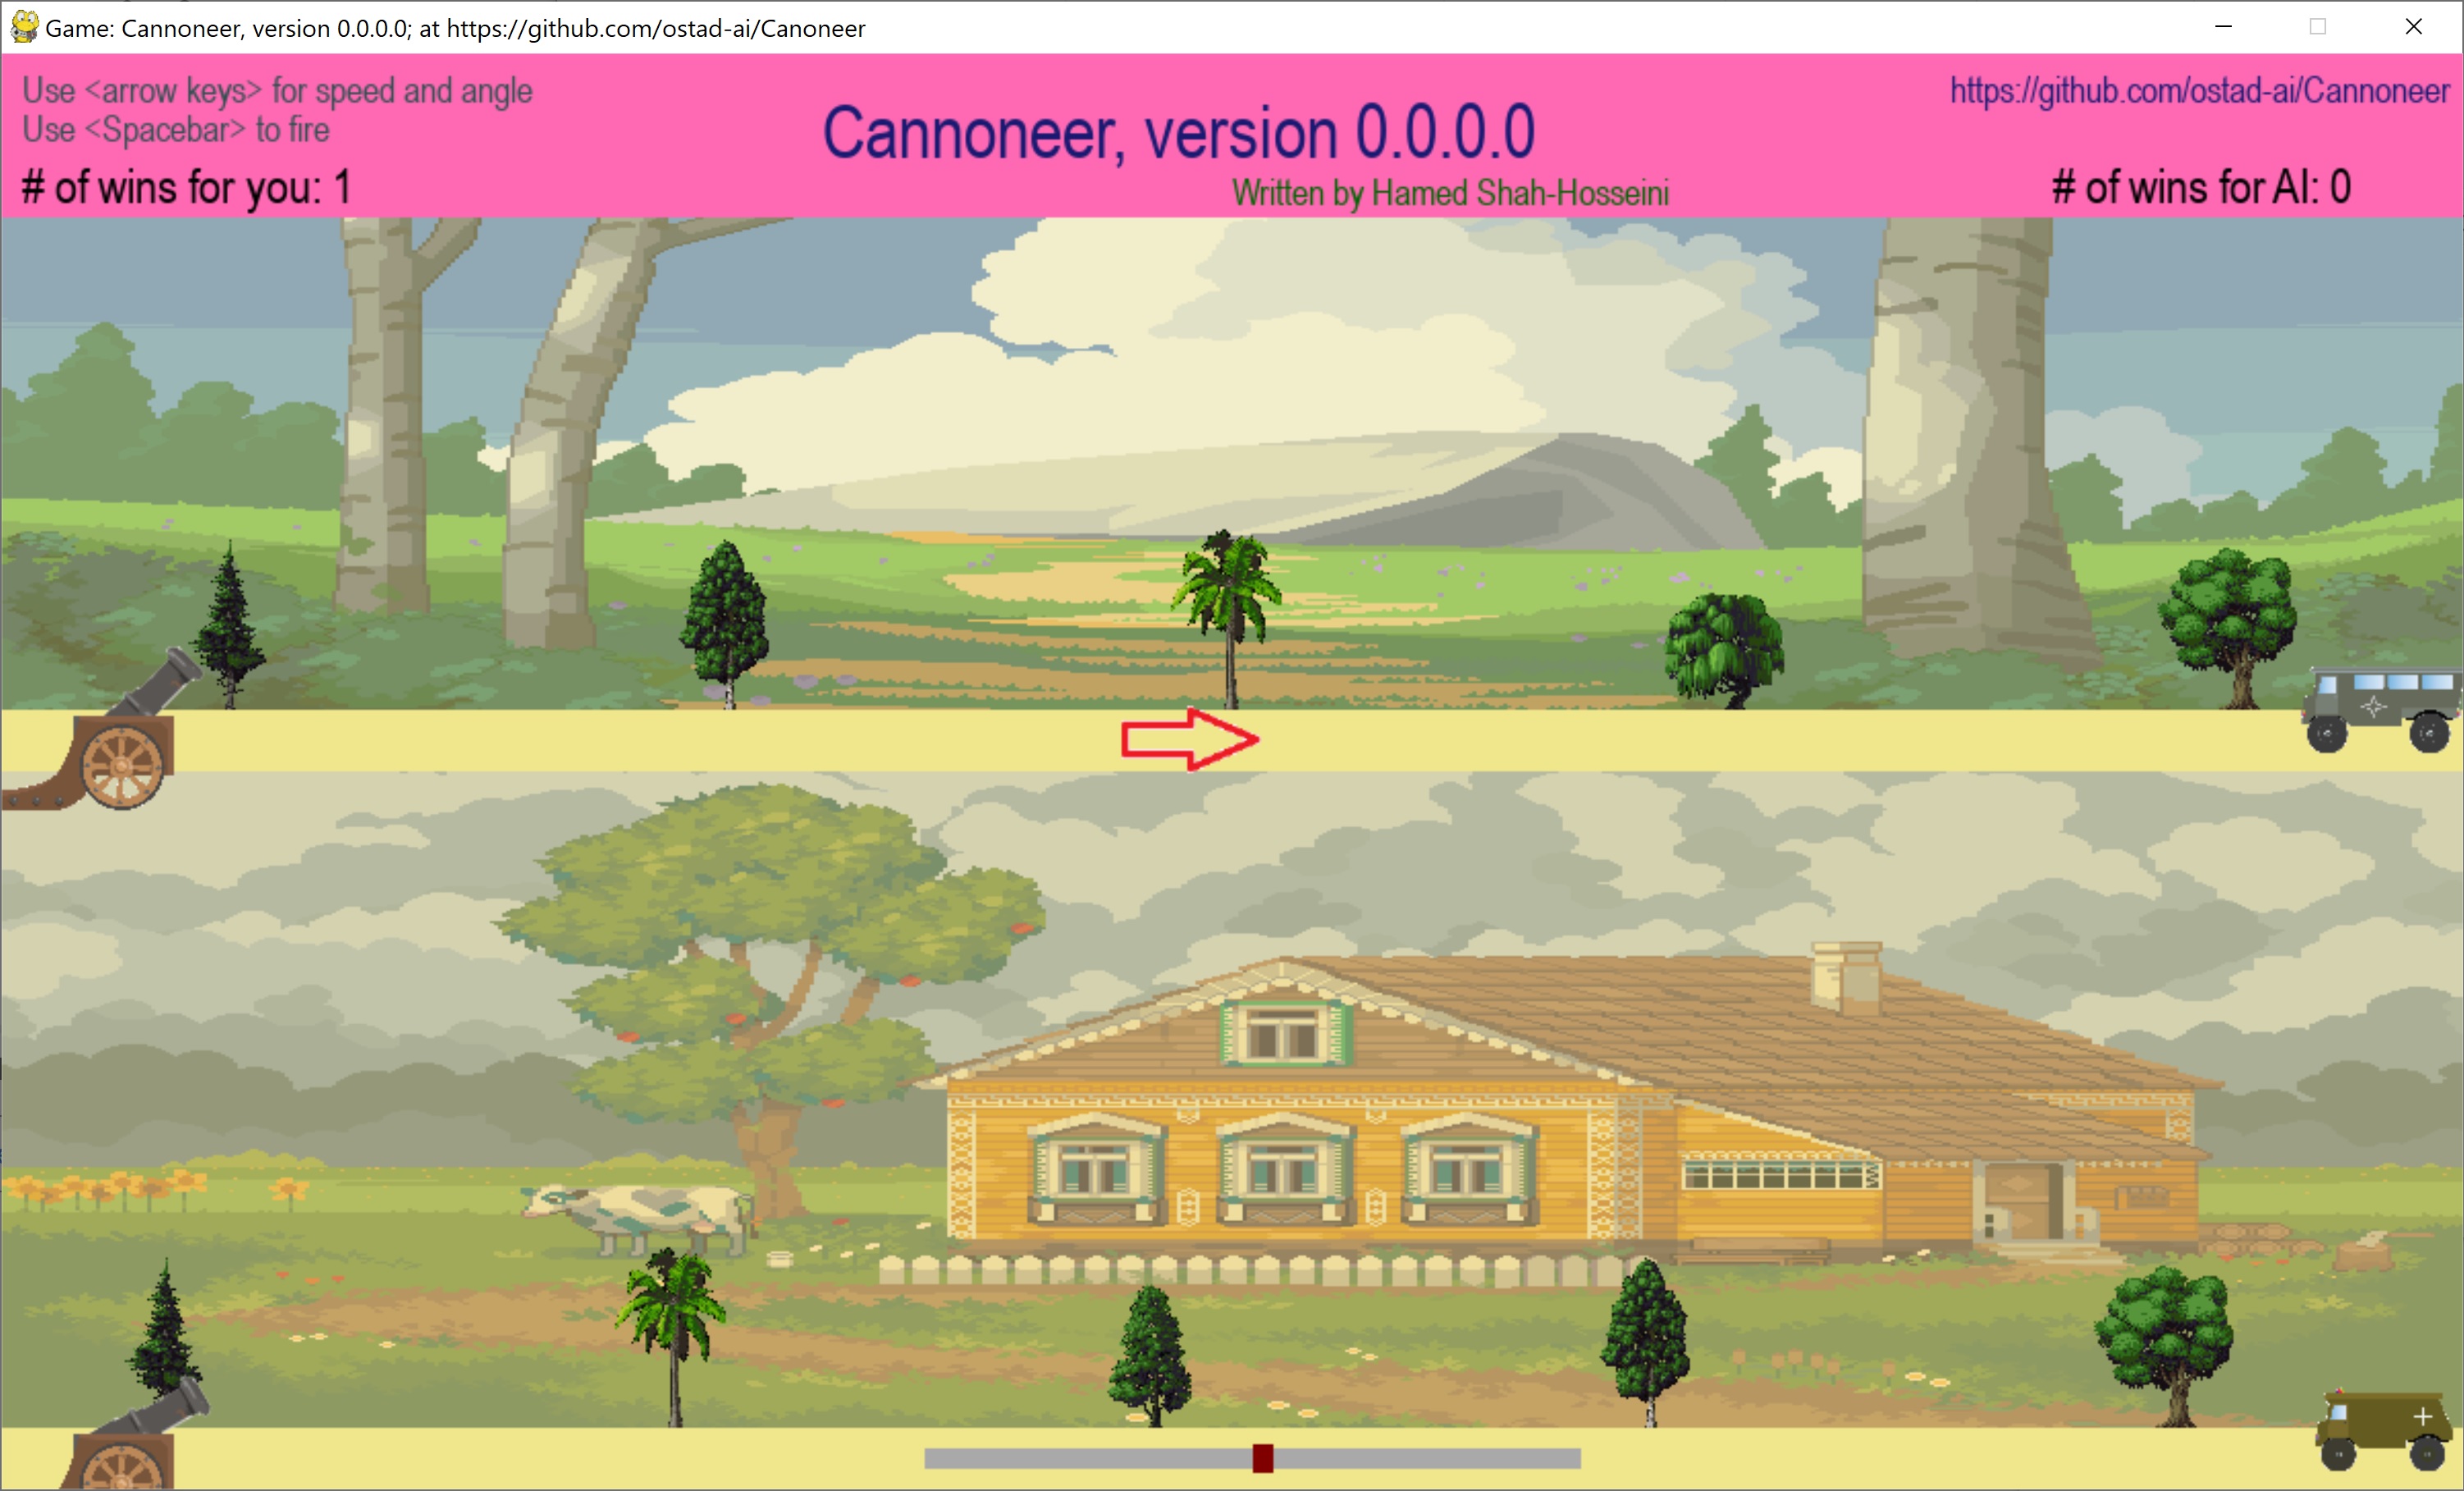 Game: Cannoneer, version 0.0.0.0; at https://github.com/ostad-ai/Canoneer
Use <arrow keys> for speed and angle
Use <Spacebar> to fire
https://github.com/ostad-ai/Cannoneer
Cannoneer, version 0.0.0.0
# of wins for you: 1
Written by Hamed Shah-Hosseini
# of wins for AI: 0